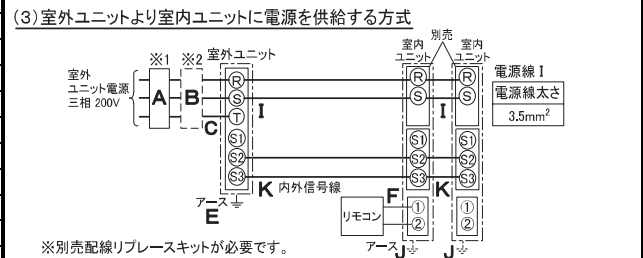 (3)室外ユニットより室内ユニットに電源を供給する方式
別売
※1 ※2 室外ユニット 室内ユニット 室内ユニット
室外
ユニット電源
三相 200V
A B C
R
S
T
S1
S2
S3
I
R
S
S1
S2
S3
①
②
I
R
S
S1
S2
S3
①
②
電源線 I
電源線太さ
3.5mm²
K 内外信号線
K
アース
E
F
リモコン
アース J J
※別売配線リプレースキットが必要です。